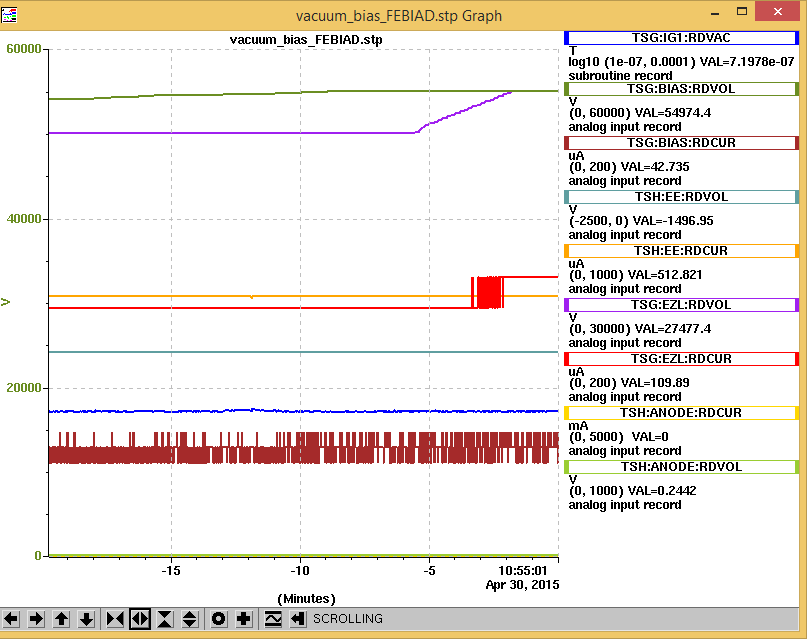 vacuum_bias_FEBIAD.stp Graph
vacuum_bias_FEBIAD.stp
60000
40000
V
20000
0
-15
-10
-5
10:55:01
Apr 30, 2015
(Minutes)
TSG:IG1:RDVAC
T
log10 (1e-07, 0.0001) VAL=7.1978e-07
subroutine record
TSG:BIAS:RDVOL
V
(0, 60000) VAL=54974.4
analog input record
TSG:BIAS:RDCUR
uA
(0, 200) VAL=42.735
analog input record
TSH:EE:RDVOL
V
(-2500, 0) VAL=-1496.95
analog input record
TSH:EE:RDCUR
uA
(0, 1000) VAL=512.821
analog input record
TSG:EZL:RDVOL
V
(0, 30000) VAL=27477.4
analog input record
TSG:EZL:RDCUR
uA
(0, 200) VAL=109.89
analog input record
TSH:ANODE:RDCUR
mA
(0, 5000) VAL=0
analog input record
TSH:ANODE:RDVOL
V
(0, 1000) VAL=0.2442
analog input record
SCROLLING